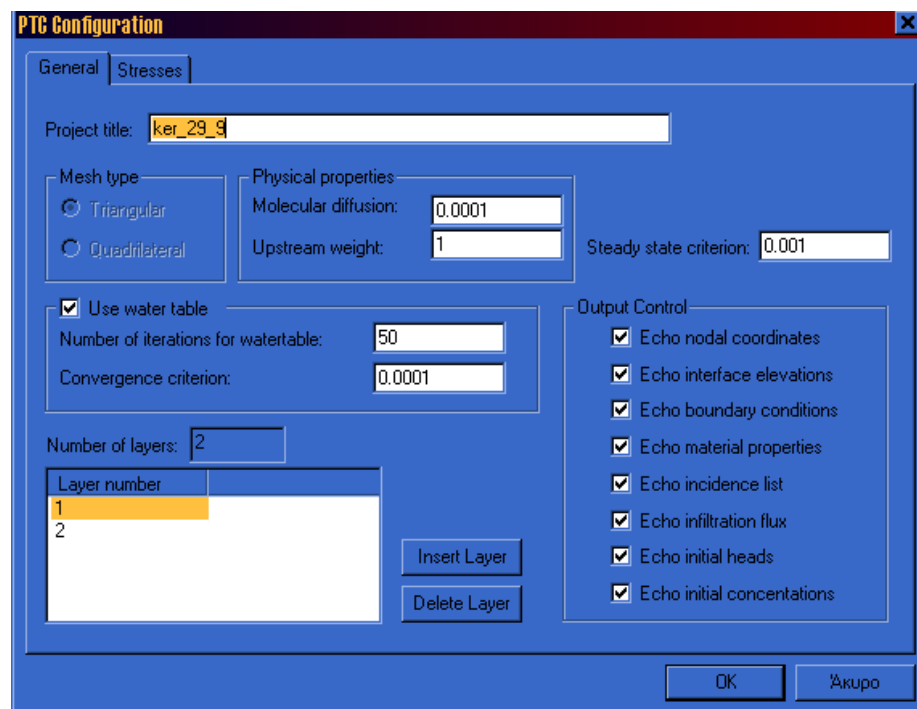 PTC Configuration
General
Stresses
Project title: ker_29_9
Mesh type
Triangular
Quadrilateral
Physical properties
Molecular diffusion: 0.0001
Upstream weight: 1
Steady state criterion: 0.001
Use water table
Number of iterations for watertable: 50
Convergence criterion: 0.0001
Number of layers: 2
Layer number
1
2
Insert Layer
Delete Layer
Output Control
Echo nodal coordinates
Echo interface elevations
Echo boundary conditions
Echo material properties
Echo incidence list
Echo infiltration flux
Echo initial heads
Echo initial concentations
OK
Άκυρο